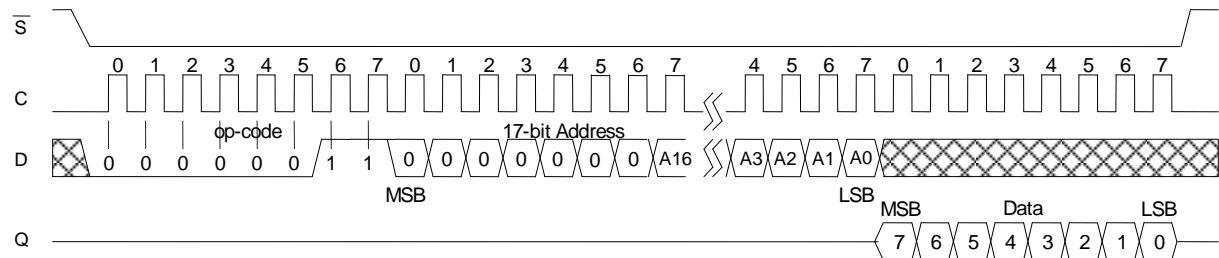 S
0 1 2 3 4 5 6 7 0 1 2 3 4 5 6 7 4 5 6 7 0 1 2 3 4 5 6 7
C
op-code 17-bit Address
D 0 0 0 0 0 0 1 1 0 0 0 0 0 0 0 A16 A3 A2 A1 A0
MSB LSB MSB Data LSB
Q 7 6 5 4 3 2 1 0